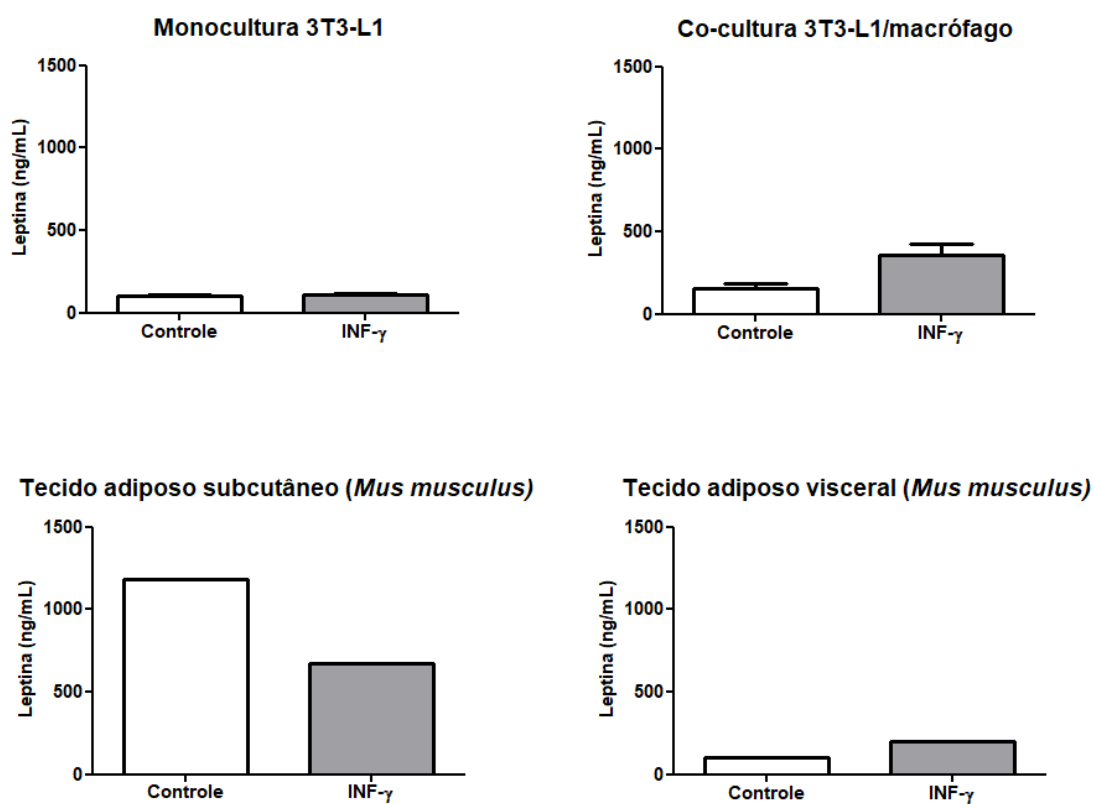 Monocultura 3T3-L1
1500
1000
500
0
Leptina (ng/mL)
Controle
INF-γ
Co-cultura 3T3-L1/macrófago
1500
1000
500
0
Leptina (ng/mL)
Controle
INF-γ
Tecido adiposo subcutâneo (Mus musculus)
1500
1000
500
0
Leptina (ng/mL)
Controle
INF-γ
Tecido adiposo visceral (Mus musculus)
1500
1000
500
0
Leptina (ng/mL)
Controle
INF-γ